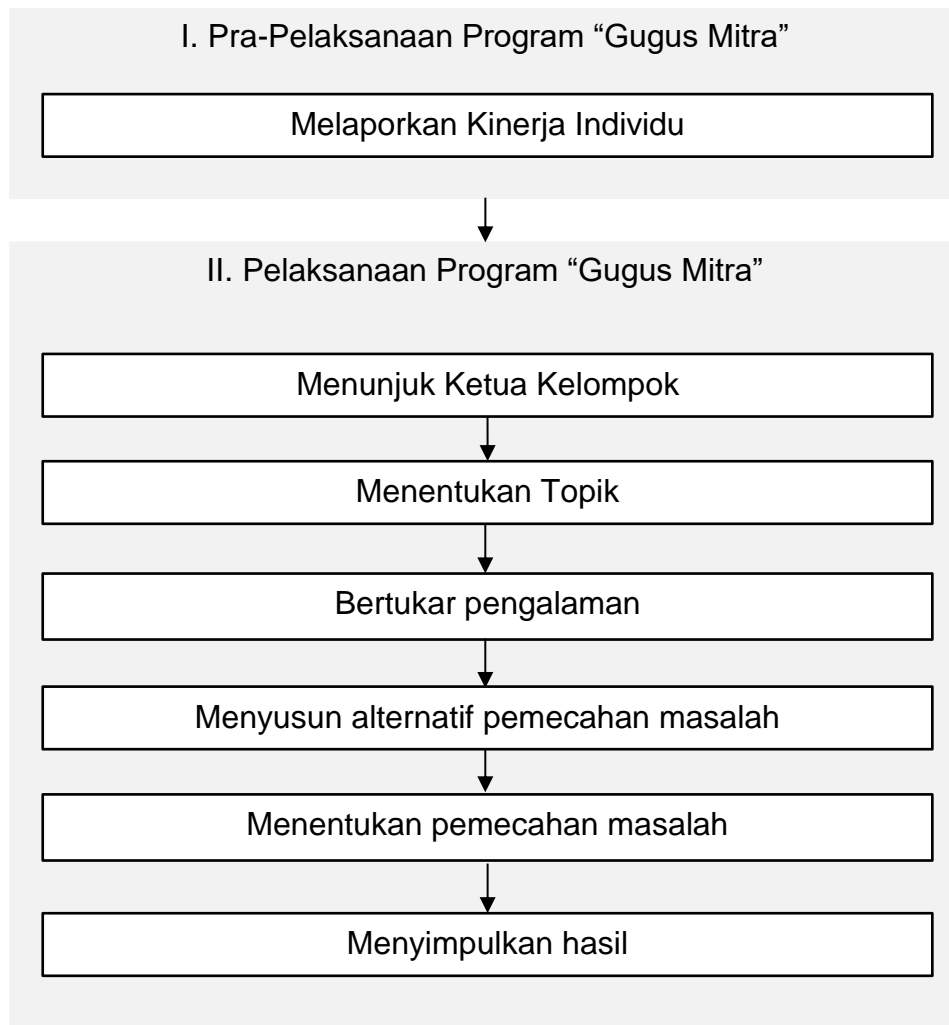 I. Pra-Pelaksanaan Program “Gugus Mitra”
Melaporkan Kinerja Individu
II. Pelaksanaan Program “Gugus Mitra”
Menunjuk Ketua Kelompok
Menentukan Topik
Bertukar pengalaman
Menyusun alternatif pemecahan masalah
Menentukan pemecahan masalah
Menyimpulkan hasil